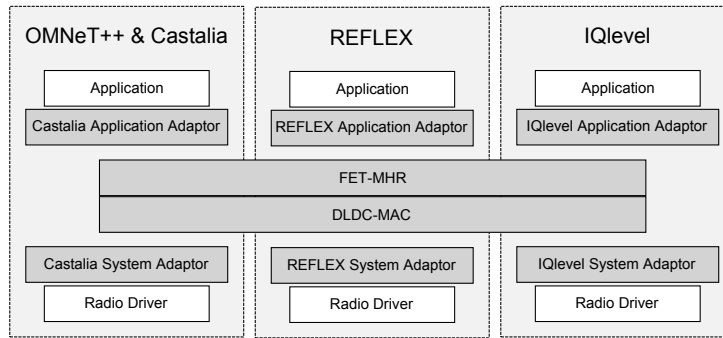 OMNeT++ & Castalia
REFLEX
IQlevel
Application
Application
Application
Castalia Application Adaptor
REFLEX Application Adaptor
IQlevel Application Adaptor
FET-MHR
DLDC-MAC
Castalia System Adaptor
REFLEX System Adaptor
IQlevel System Adaptor
Radio Driver
Radio Driver
Radio Driver